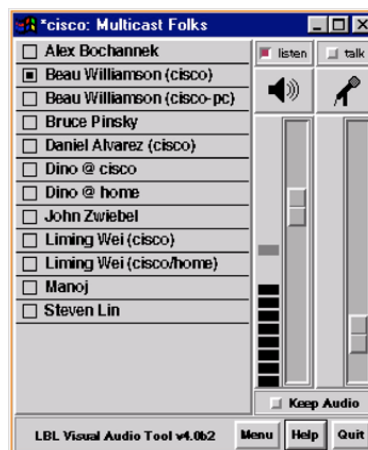 *cisco: Multicast Folks
Alex Bochannek
Beau Williamson (cisco)
Beau Williamson (cisco-pc)
Bruce Pinsky
Daniel Alvarez (cisco)
Dino @ cisco
Dino @ home
John Zwiebel
Liming Wei (cisco)
Liming Wei (cisco/home)
Manoj
Steven Lin
listen
talk
Keep Audio
LBL Visual Audio Tool v4.0b2
Menu
Help
Quit